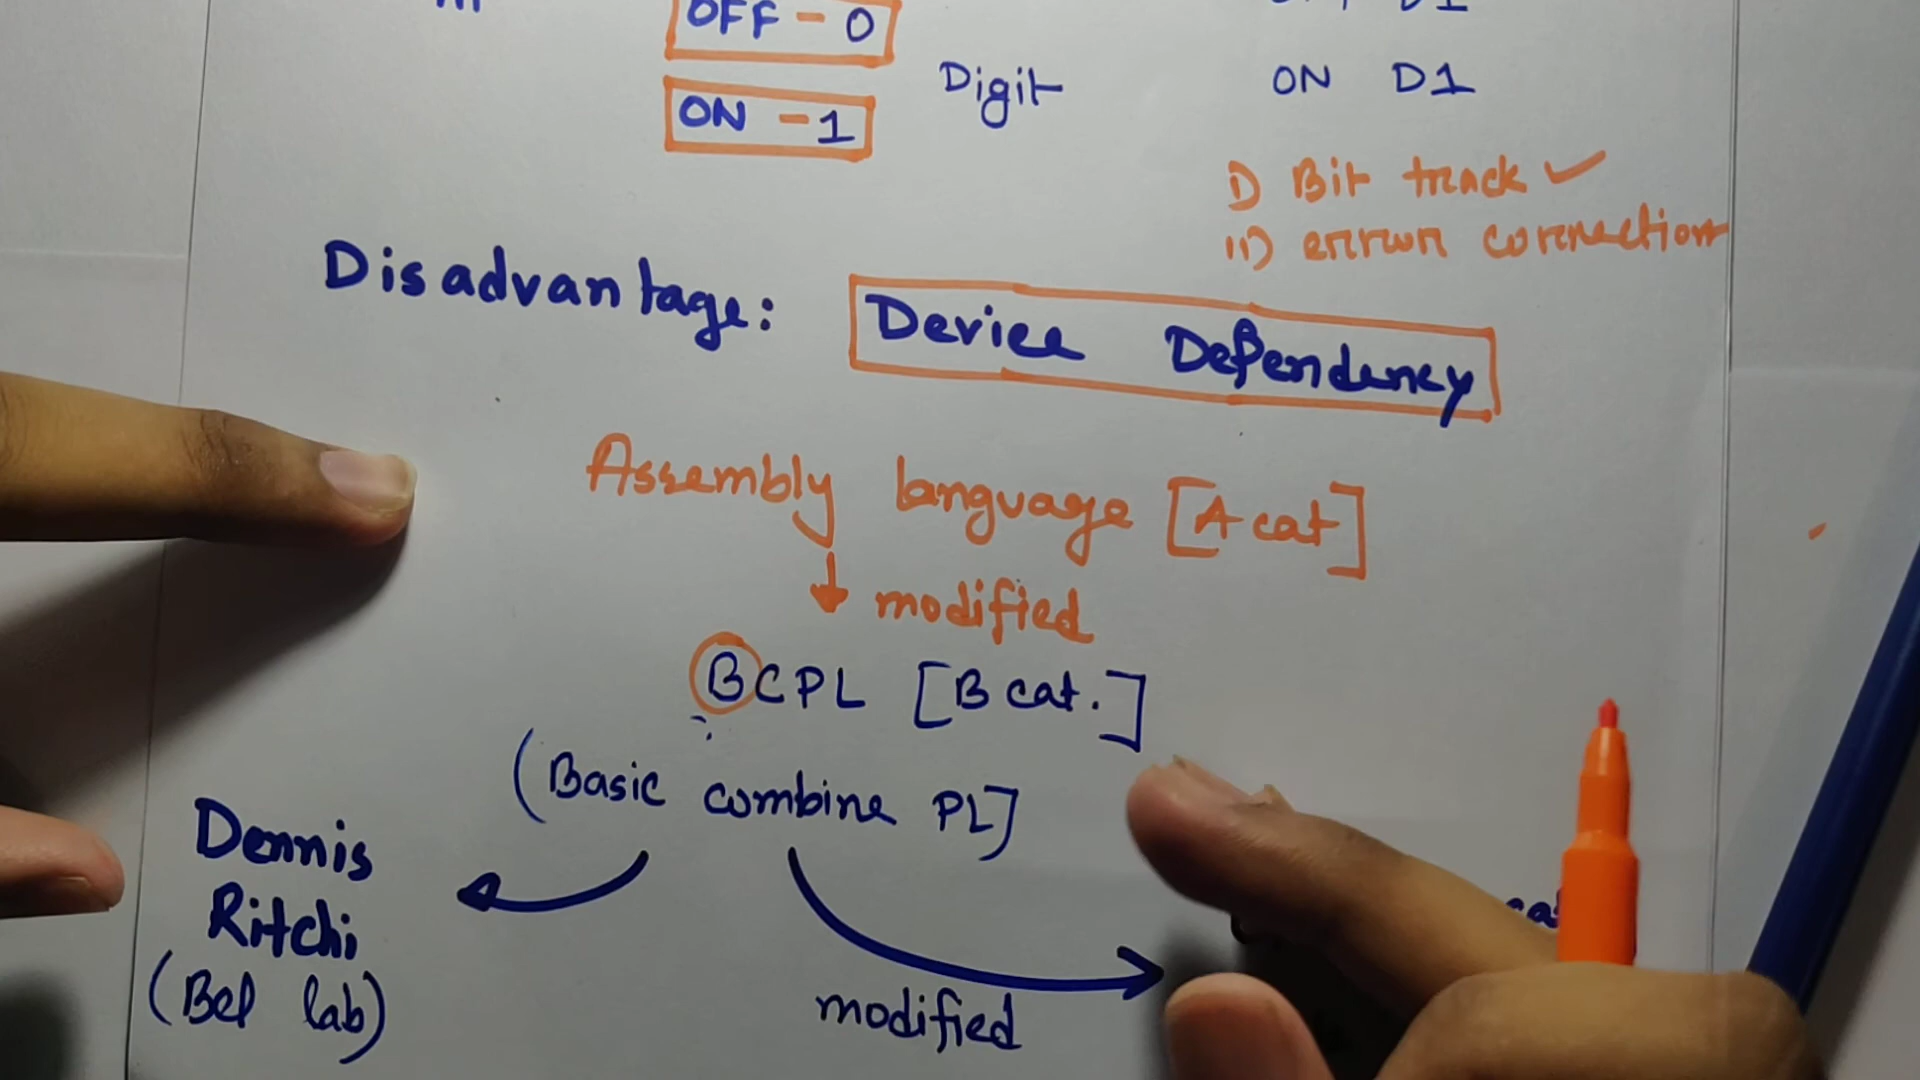 OFF - 0
ON - 1
Digit
D1
ON D1
I) Bit track ✓
II) error correction
Disadvantage: Device Dependency
Assembly language [A cat]
↓ modified
BCPL [B cat.]
(Basic combine PL]
Dennis
Ritchi
(Bel lab)
modified